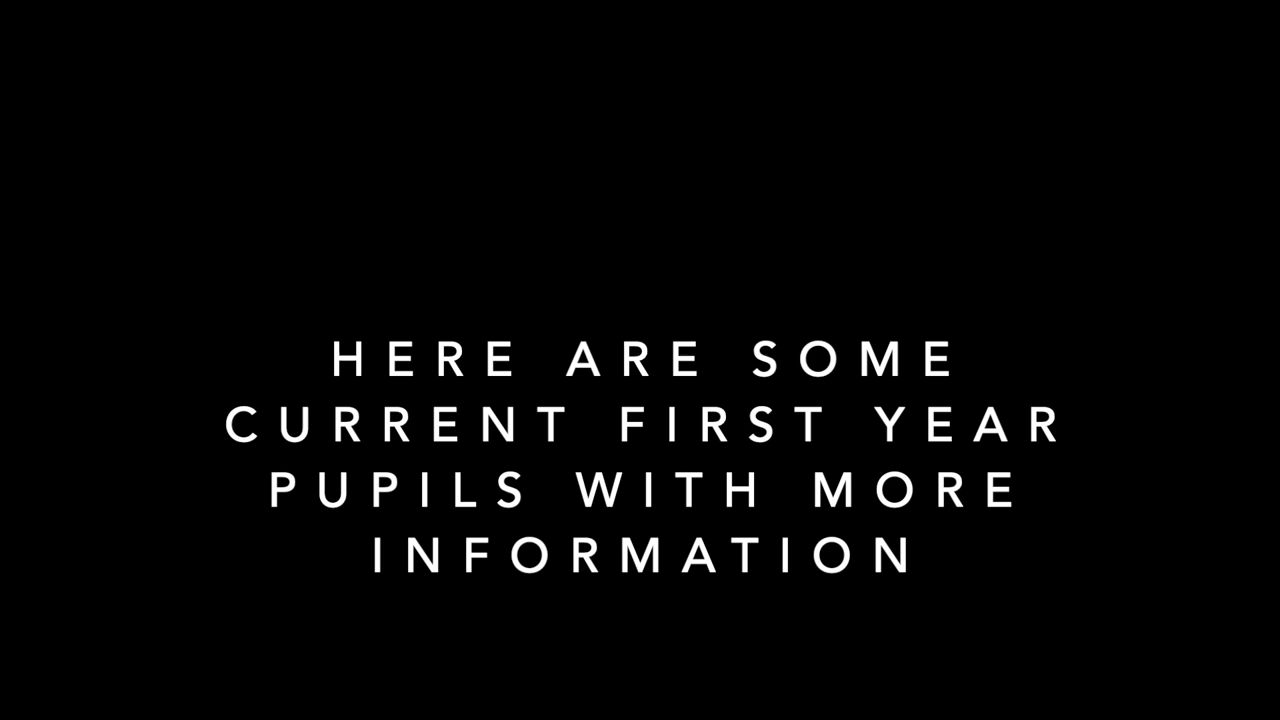 HERE ARE SOME
CURRENT FIRST YEAR
PUPILS WITH MORE
INFORMATION